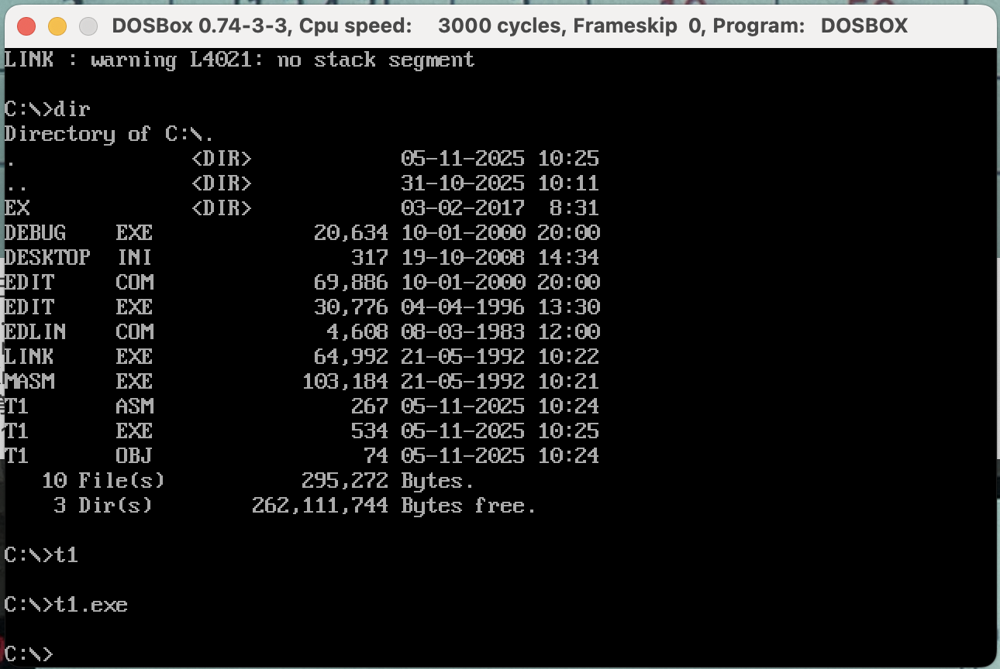 DOSBox 0.74-3-3, Cpu speed:    3000 cycles, Frameskip  0, Program:   DOSBOX
LINK : warning L4021: no stack segment
C:\>dir
Directory of C:\.
.              <DIR>            05-11-2025 10:25
..             <DIR>            31-10-2025 10:11
EX             <DIR>            03-02-2017  8:31
DEBUG    EXE             20,634 10-01-2000 20:00
DESKTOP  INI                317 19-10-2008 14:34
EDIT     COM             69,886 10-01-2000 20:00
EDIT     EXE             30,776 04-04-1996 13:30
EDLIN    COM              4,608 08-03-1983 12:00
LINK     EXE             64,992 21-05-1992 10:22
MASM     EXE            103,184 21-05-1992 10:21
T1       ASM                267 05-11-2025 10:24
T1       EXE                534 05-11-2025 10:25
T1       OBJ                 74 05-11-2025 10:24
   10 File(s)           295,272 Bytes.
    3 Dir(s)        262,111,744 Bytes free.
C:\>t1
C:\>t1.exe
C:\>